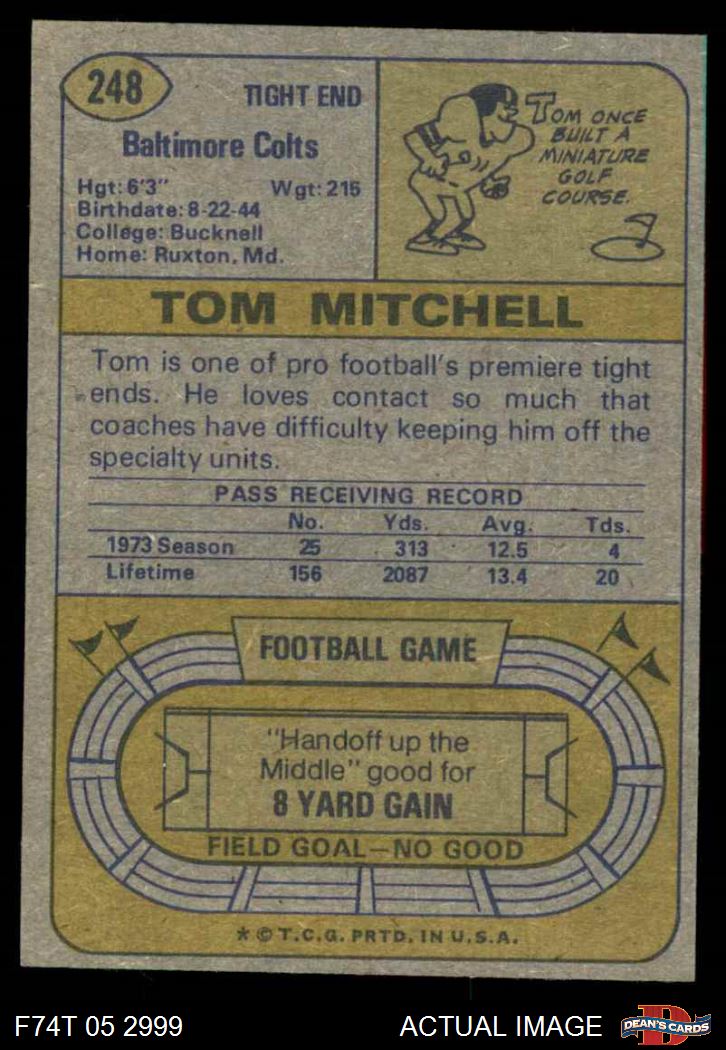 248
TIGHT END
Baltimore Colts
Hgt: 6'3" Wgt: 215
Birthdate: 8-22-44
College: Bucknell
Home: Ruxton, Md.
TOM ONCE
BUILT A
MINIATURE
GOLF
COURSE.
TOM MITCHELL
Tom is one of pro football's premiere tight
ends. He loves contact so much that
coaches have difficulty keeping him off the
specialty units.
PASS RECEIVING RECORD
No. Yds. Avg. Tds.
1973 Season 25 313 12.5 4
Lifetime 156 2087 13.4 20
FOOTBALL GAME
"Handoff up the
Middle" good for
8 YARD GAIN
FIELD GOAL—NO GOOD
* © T.C.G. PRTD. IN U.S.A.
F74T 05 2999 ACTUAL IMAGE
D
DEAN'S CARDS